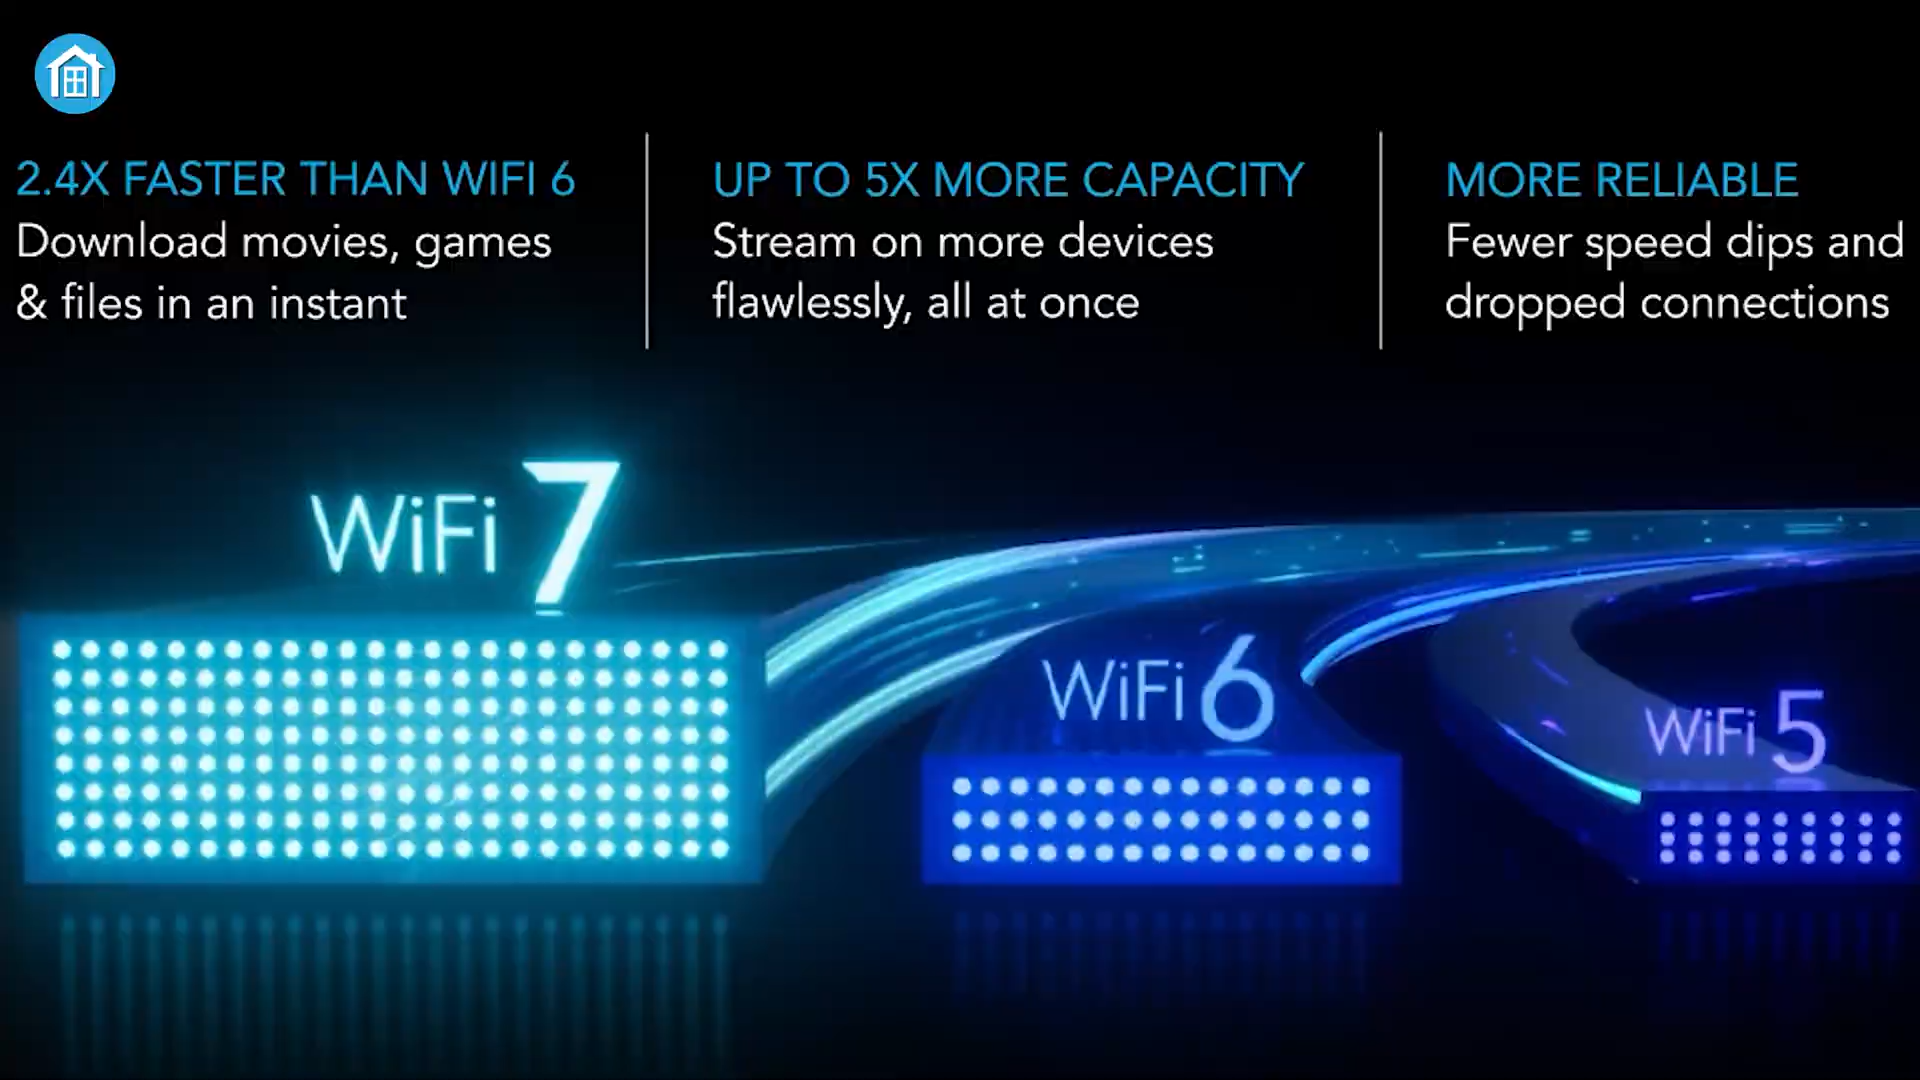 2.4X FASTER THAN WIFI 6
Download movies, games
& files in an instant
UP TO 5X MORE CAPACITY
Stream on more devices
flawlessly, all at once
MORE RELIABLE
Fewer speed dips and
dropped connections
WiFi 7
WiFi 6
WiFi 5